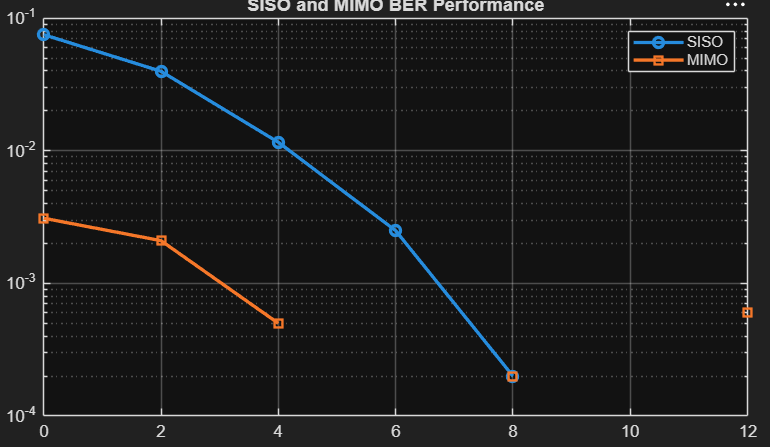 SISO and MIMO BER Performance
10⁻¹
SISO
MIMO
10⁻²
10⁻³
10⁻⁴
0 2 4 6 8 10 12